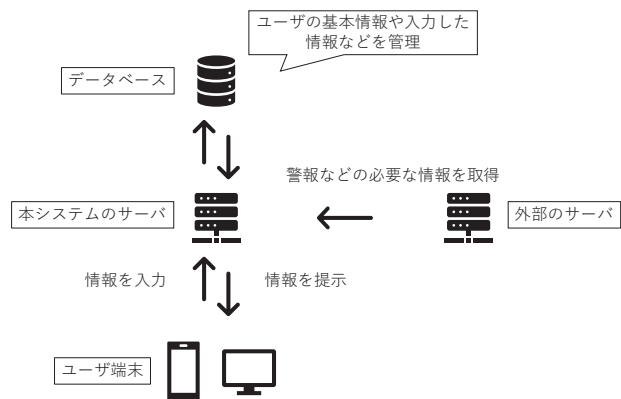 ユーザの基本情報や入力した
情報などを管理
データベース
警報などの必要な情報を取得
本システムのサーバ
外部のサーバ
情報を入力
情報を提示
ユーザ端末